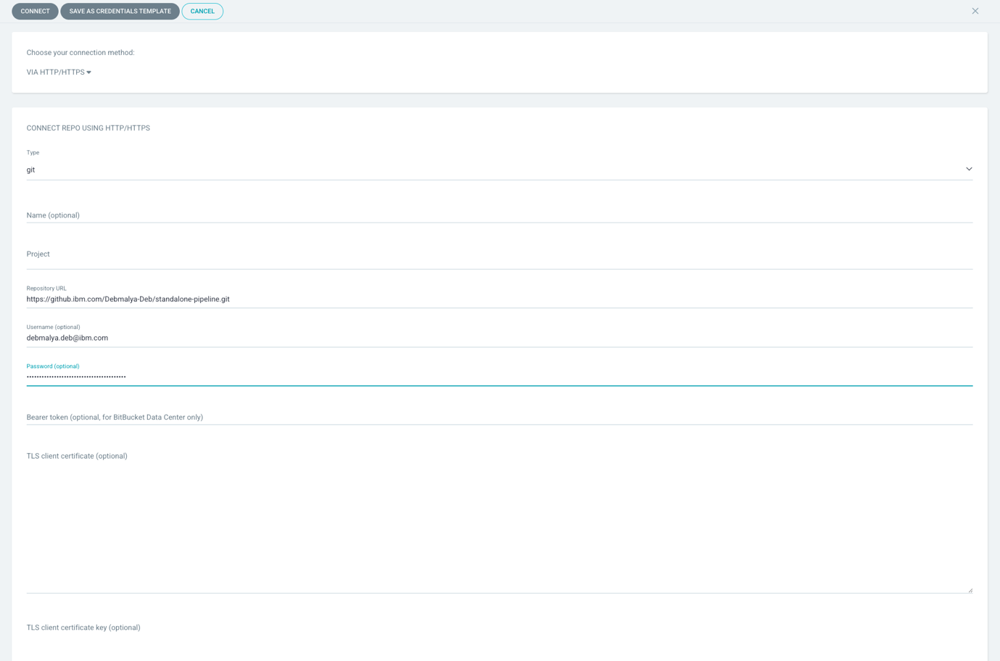 CONNECT SAVE AS CREDENTIALS TEMPLATE CANCEL
Choose your connection method:
VIA HTTP/HTTPS
CONNECT REPO USING HTTP/HTTPS
Type
git
Name (optional)
Project
Repository URL
https://github.ibm.com/Debmalya-Deb/standalone-pipeline.git
Username (optional)
debmalya.deb@ibm.com
Password (optional)
••••••••••••••••••••••••••••••••••••••••
Bearer token (optional, for BitBucket Data Center only)
TLS client certificate (optional)
TLS client certificate key (optional)